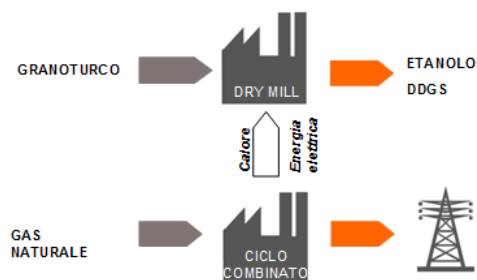 GRANOTURCO
DRY MILL
ETANOLO
DDGS
Calore
Energia
elettrica
GAS
NATURALE
CICLO
COMBINATO